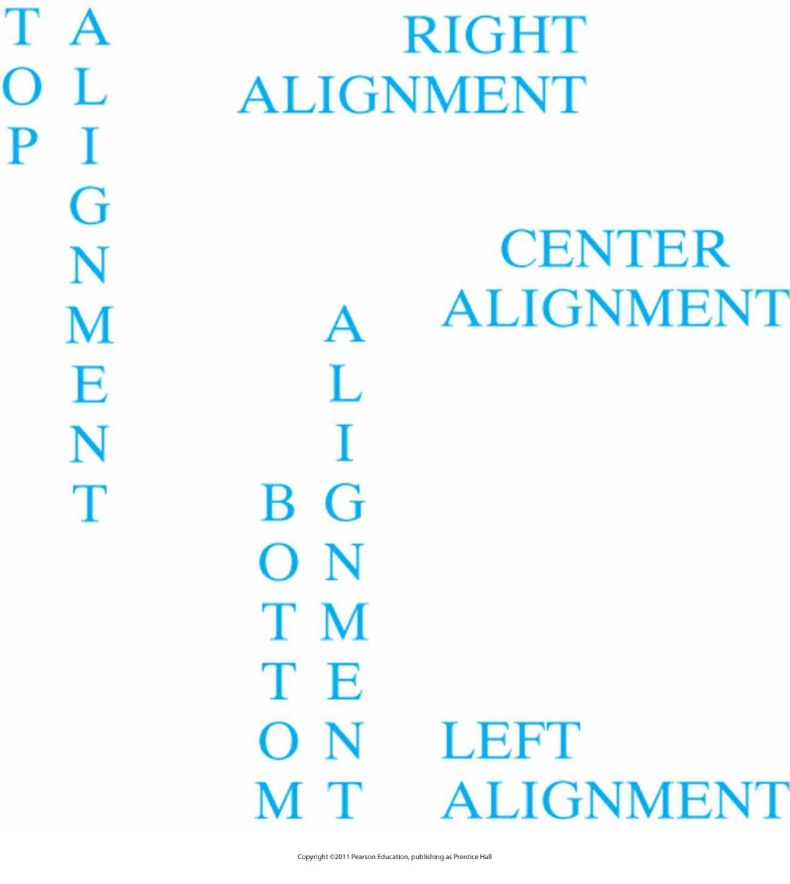 TOP
ALIGNMENT
RIGHT
ALIGNMENT
CENTER
ALIGNMENT
BOTTOM
ALIGNMENT
LEFT
ALIGNMENT
Copyright ©2011 Pearson Education, publishing as Prentice Hall